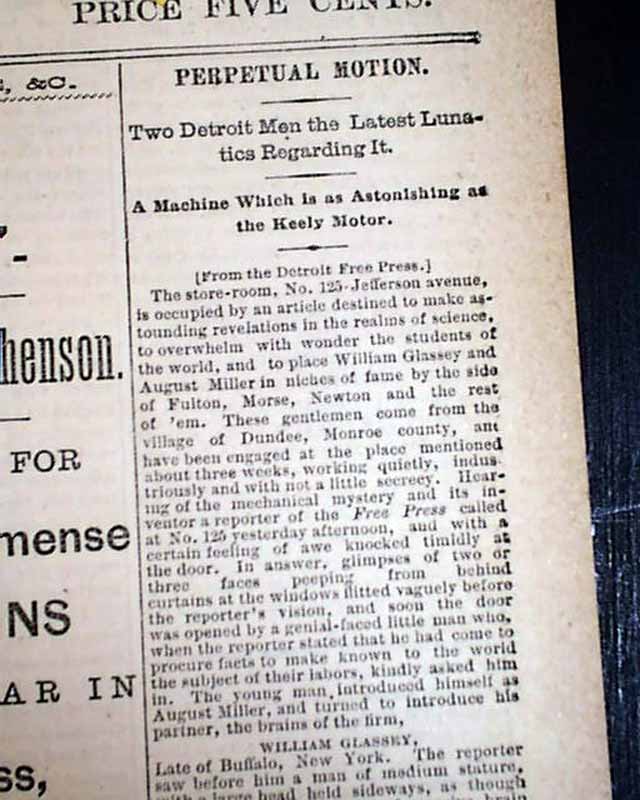 PRICE FIVE CENTS.
&C.
henson.
FOR
mense
NS
AR IN
ss,
PERPETUAL MOTION.
Two Detroit Men the Latest Luna-
tics Regarding It.
A Machine Which is as Astonishing as
the Keely Motor.
[From the Detroit Free Press.]
The store-room, No. 125 Jefferson avenue,
is occupied by an article destined to make as-
tounding revelations in the realms of science,
to overwhelm with wonder the students of
the world, and to place William Glassey and
August Miller in niches of fame by the side
of Fulton, Morse, Newton and the rest
of 'em. These gentlemen come from the
village of Dundee, Monroe county, and
have been engaged at the place mentioned
about three weeks, working quietly, indus-
triously and with not a little secrecy. Hear-
ing of the mechanical mystery and its in-
ventor a reporter of the Free Press called
at No. 125 yesterday afternoon, and with a
certain feeling of awe knocked timidly at
the door. In answer, glimpses of two or
three faces peeping from behind
curtains at the windows flitted vaguely before
the reporter's vision, and soon the door
was opened by a genial-faced little man who,
when the reporter stated that he had come to
procure facts to make known to the world
the subject of their labors, kindly asked him
in. The young man introduced himself as
August Miller, and turned to introduce his
partner, the brains of the firm,
WILLIAM GLASSEY,
Late of Buffalo, New York. The reporter
saw before him a man of medium stature,
with a large head held sideways, as though
brain